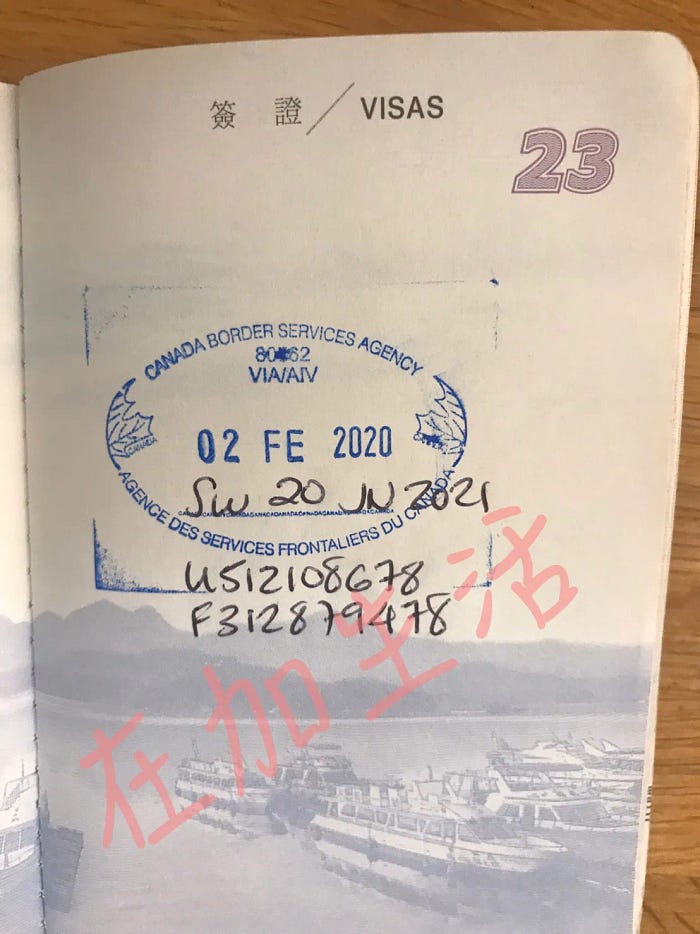 簽 證 / VISAS
23
CANADA BORDER SERVICES AGENCY
VIA/AIV
02 FE 2020
SW 20 JN 2021
AGENCE DES SERVICES FRONTALIERS DU CANADA
U512108678
F312879478
在加生活